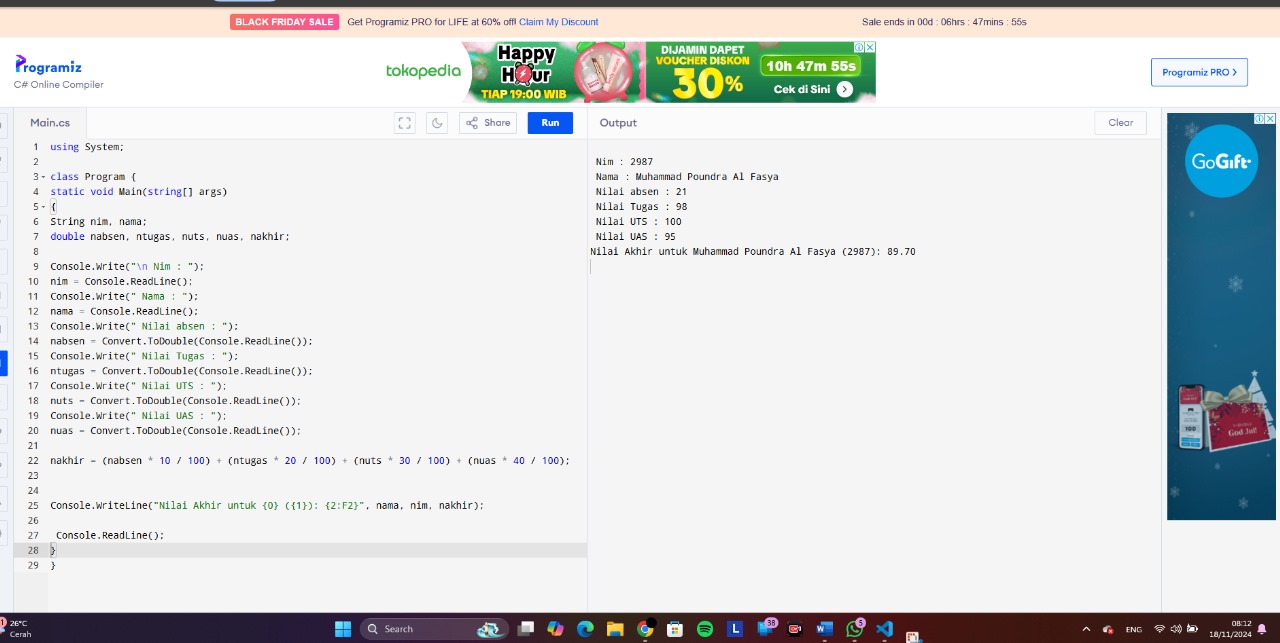 BLACK FRIDAY SALE Get Programiz PRO for LIFE at 60% off! Claim My Discount Sale ends in 00d : 06hrs : 47mins : 55s
Programiz
C# Online Compiler
tokopedia
Happy
Hour
TIAP 19:00 WIB
DIJAMIN DAPET
VOUCHER DISKON
30%
10h 47m 55s
Cek di Sini
Programiz PRO
Main.cs
Share
Run
Output
Clear
1 using System;
2
3 class Program {
4 static void Main(string[] args)
5 {
6 String nim, nama;
7 double nabsen, ntugas, nuts, nuas, nakhir;
8
9 Console.Write("\n Nim : ");
10 nim = Console.ReadLine();
11 Console.Write(" Nama : ");
12 nama = Console.ReadLine();
13 Console.Write(" Nilai absen : ");
14 nabsen = Convert.ToDouble(Console.ReadLine());
15 Console.Write(" Nilai Tugas : ");
16 ntugas = Convert.ToDouble(Console.ReadLine());
17 Console.Write(" Nilai UTS : ");
18 nuts = Convert.ToDouble(Console.ReadLine());
19 Console.Write(" Nilai UAS : ");
20 nuas = Convert.ToDouble(Console.ReadLine());
21
22 nakhir = (nabsen * 10 / 100) + (ntugas * 20 / 100) + (nuts * 30 / 100) + (nuas * 40 / 100);
23
24
25 Console.WriteLine("Nilai Akhir untuk {0} ({1}): {2:F2}", nama, nim, nakhir);
26
27 Console.ReadLine();
28 }
29 }
Nim : 2987
Nama : Muhammad Poundra Al Fasya
Nilai absen : 21
Nilai Tugas : 98
Nilai UTS : 100
Nilai UAS : 95
Nilai Akhir untuk Muhammad Poundra Al Fasya (2987): 89.70
GoGift
100
God Jul!
1
26°C
Cerah
Search
L
38
5
ENG
08:12
18/11/2024